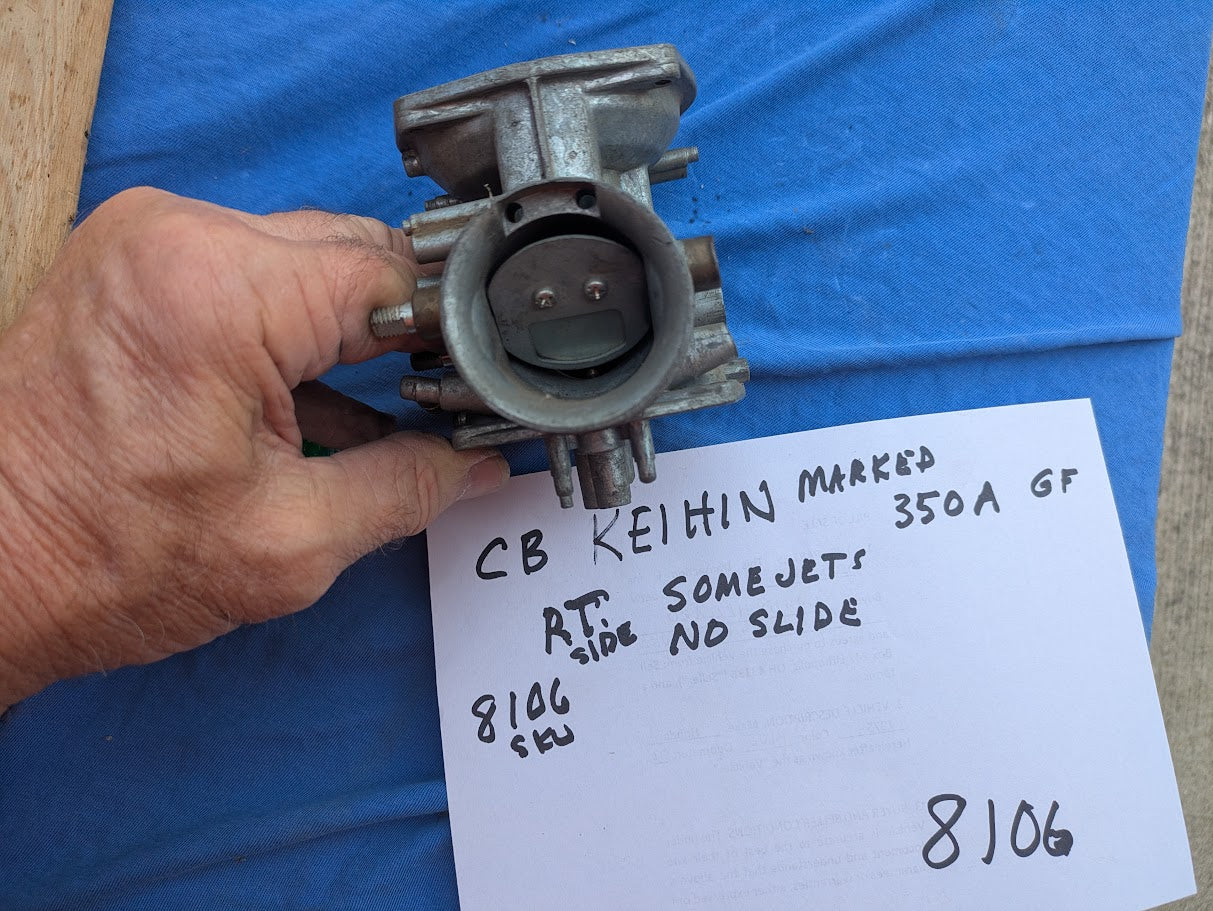 CB KEIHIN MARKED
350A GF
RT. SOME JETS
SIDE NO SLIDE
8106
SKU
8106